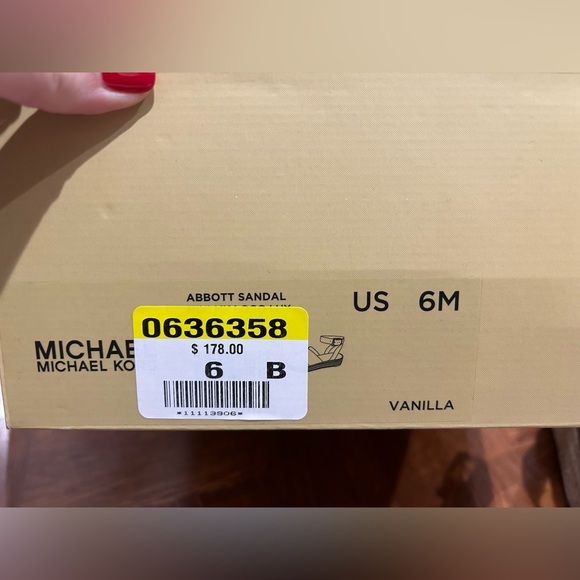 ABBOTT SANDAL
US 6M
0636358
$ 178.00
6 B
*11113906*
MICHAE
MICHAEL KO
VANILLA